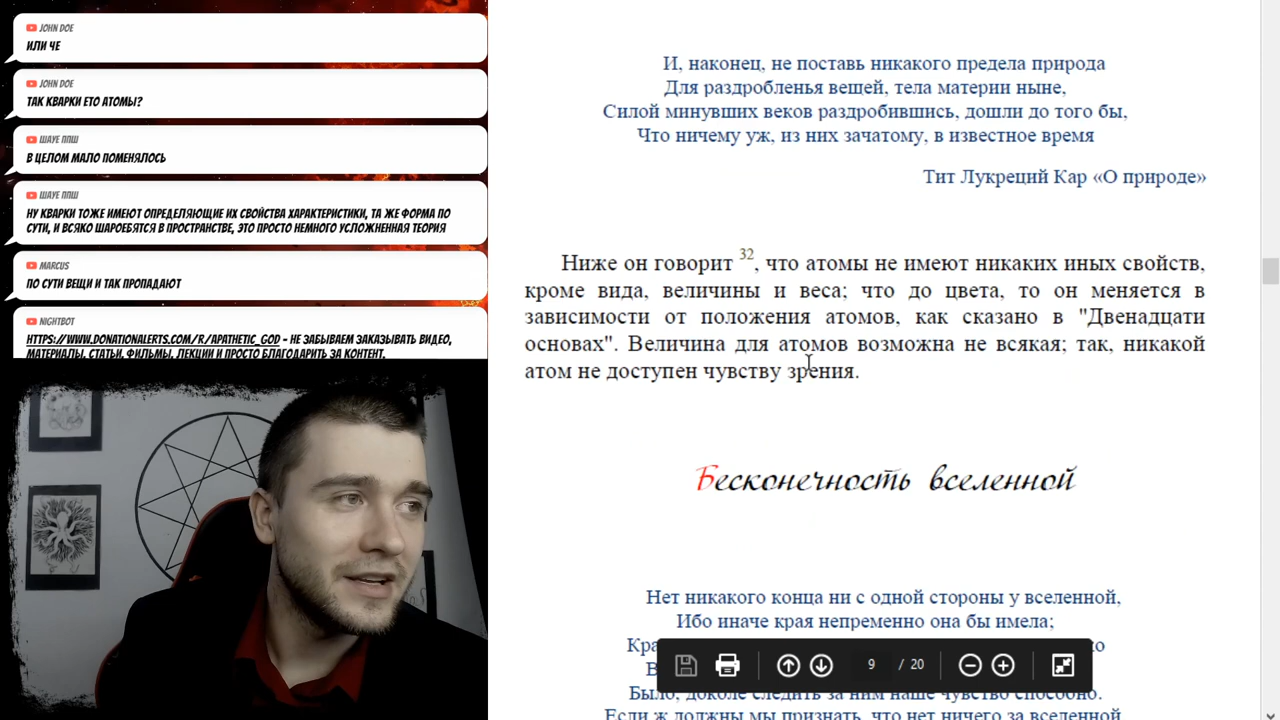 JOHN DOE
ИЛИ ЧЕ
JOHN DOE
ТАК КВАРКИ ЕТО АТОМЫ?
ШАУЕ ППШ
В ЦЕЛОМ МАЛО ПОМЕНЯЛОСЬ
ШАУЕ ППШ
НУ КВАРКИ ТОЖЕ ИМЕЮТ ОПРЕДЕЛЯЮЩИЕ ИХ СВОЙСТВА ХАРАКТЕРИСТИКИ, ТА ЖЕ ФОРМА ПО
СУТИ, И ВСЯКО ШАРОЕБЯТСЯ В ПРОСТРАНСТВЕ, ЭТО ПРОСТО НЕМНОГО УСЛОЖНЕННАЯ ТЕОРИЯ
MARCUS
ПО СУТИ ВЕЩИ И ТАК ПРОПАДАЮТ
NIGHTBOT
HTTPS://WWW.DONATIONALERTS.COM/R/APATHETIC_GOD - НЕ ЗАБЫВАЕМ ЗАКАЗЫВАТЬ ВИДЕО,
МАТЕРИАЛЫ, СТАТЬИ, ФИЛЬМЫ, ЛЕКЦИИ И ПРОСТО БЛАГОДАРИТЬ ЗА КОНТЕНТ.
И, наконец, не поставь никакого предела природа
Для раздробленья вещей, тела материи ныне,
Силой минувших веков раздробившись, дошли до того бы,
Что ничему уж, из них зачатому, в известное время
Тит Лукреций Кар «О природе»
Ниже он говорит 32, что атомы не имеют никаких иных свойств,
кроме вида, величины и веса; что до цвета, то он меняется в
зависимости от положения атомов, как сказано в "Двенадцати
основах". Величина для атомов возможна не всякая; так, никакой
атом не доступен чувству зрения.
Бесконечность вселенной
Нет никакого конца ни с одной стороны у вселенной,
Ибо иначе края непременно она бы имела;
Было, доколе следить за ним наше чувство способно.
Если ж должны мы признать, что нет ничего за вселенной
9 / 20